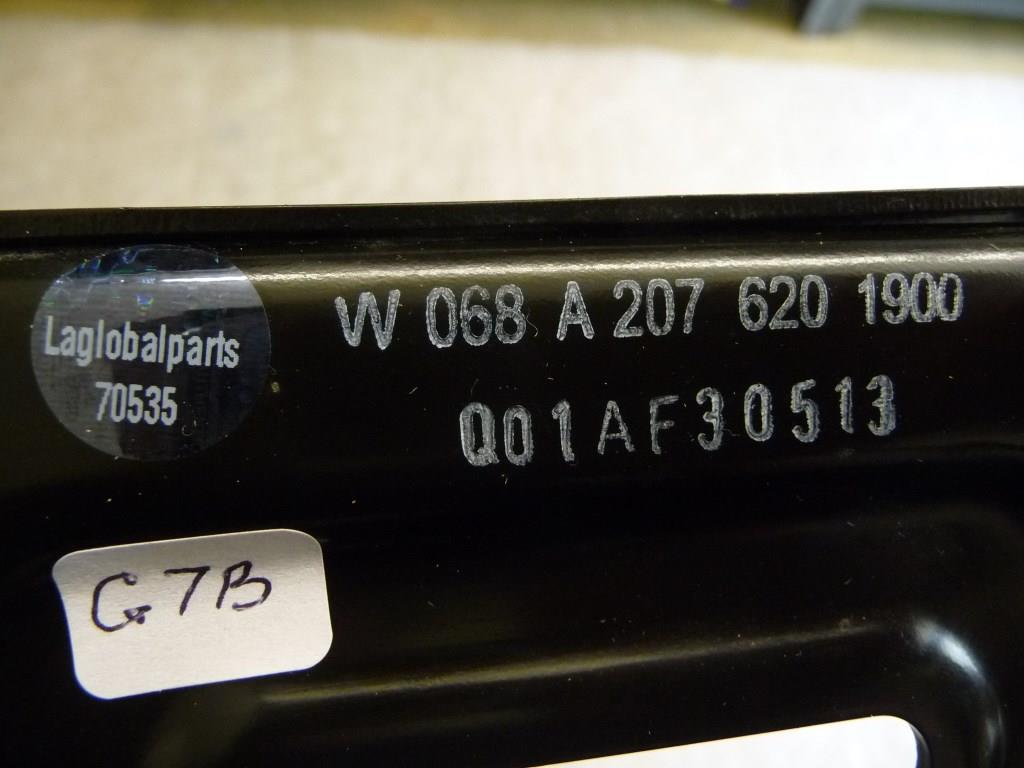 W 068 A 207 620 1900
Laglobalparts
70535
Q01AF30513
G7B